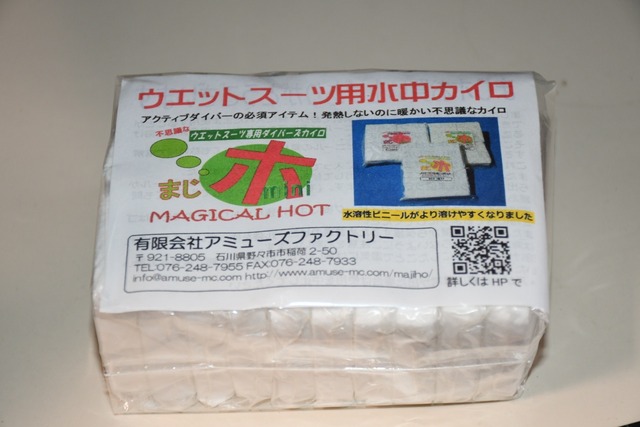 ウエットスーツ用水中カイロ
アクティブダイバーの必須アイテム！発熱しないのに暖かい不思議なカイロ
不思議な
ウエットスーツ専用ダイバーズカイロ
まじ ホ mini
MAGICAL HOT
水溶性ビニールがより溶けやすくなりました
有限会社アミューズファクトリー
〒921-8805 石川県野々市市稲荷 2-50
TEL:076-248-7955 FAX:076-248-7933
info@amuse-mc.com http://www.amuse-mc.com/majiho/
詳しくは HP で